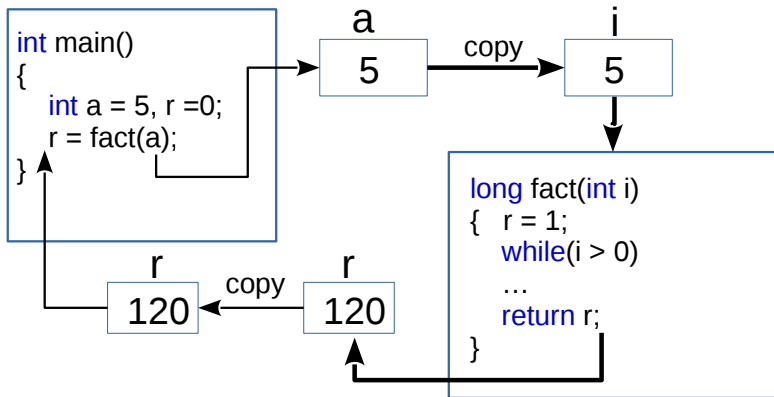 int main()
{
int a = 5, r =0;
r = fact(a);
}
a
5
copy
i
5
long fact(int i)
{ r = 1;
while(i > 0)
…
return r;
}
r
120
copy
r
120